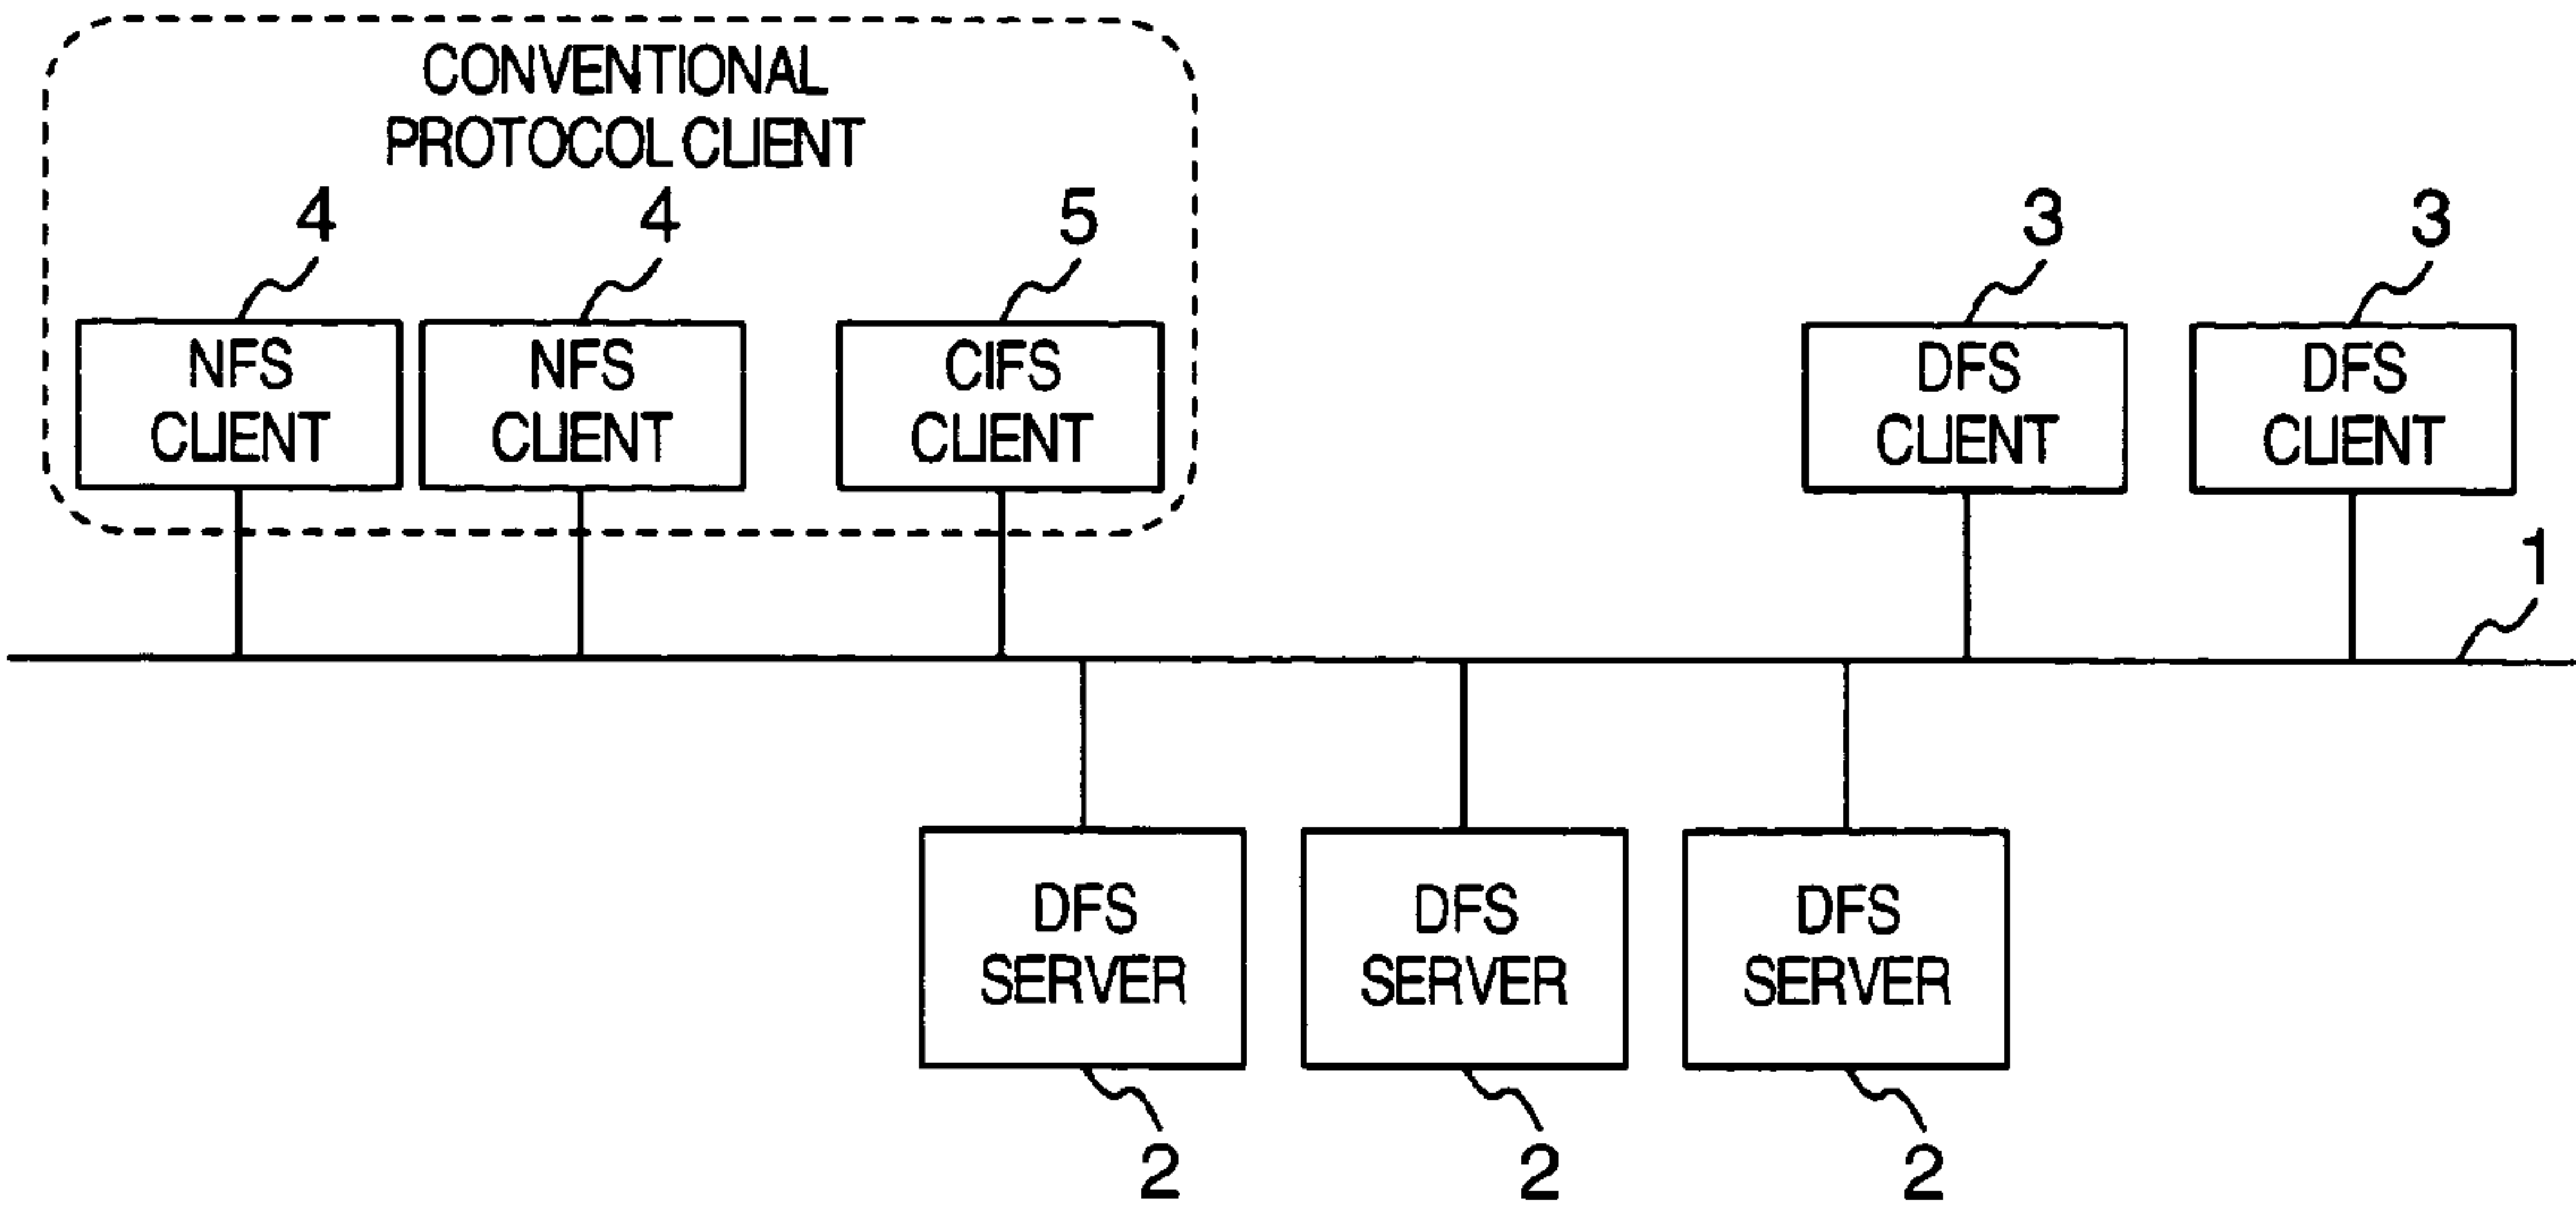 CONVENTIONAL
PROTOCOL CLIENT
4 4 5 3 3
NFS CLIENT
NFS CLIENT
CIFS CLIENT
DFS CLIENT
DFS CLIENT
1
DFS SERVER
DFS SERVER
DFS SERVER
2 2 2